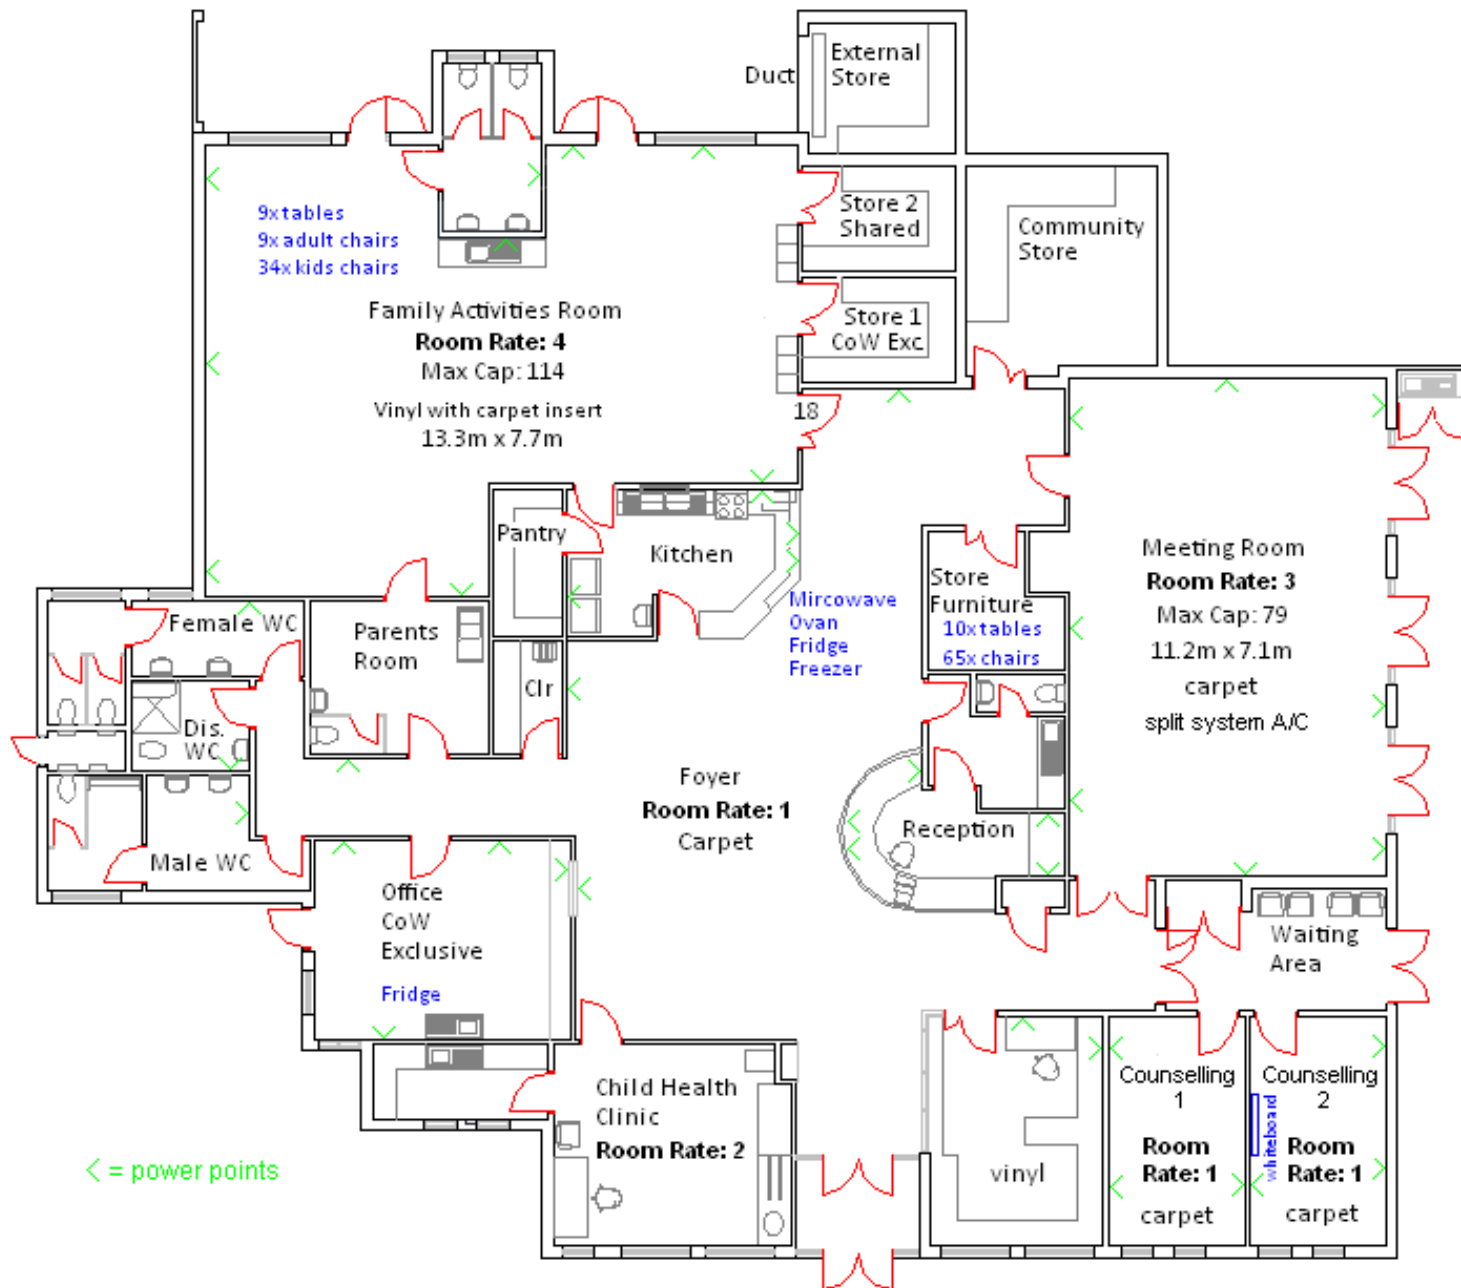 External
Store
Duct
Store 2
Shared
Community
Store
9x tables
9x adult chairs
34x kids chairs
Family Activities Room
Room Rate: 4
Max Cap: 114
Vinyl with carpet insert
13.3m x 7.7m
Store 1
CoW Exc
18
Pantry
Kitchen
Mircowave
Ovan
Fridge
Freezer
Store
Furniture
10x tables
65x chairs
Meeting Room
Room Rate: 3
Max Cap: 79
11.2m x 7.1m
carpet
split system A/C
Female WC
Parents
Room
Clr
Dis.
WC
Male WC
Foyer
Room Rate: 1
Carpet
Reception
Office
CoW
Exclusive
Fridge
Waiting
Area
Child Health
Clinic
Room Rate: 2
vinyl
Counselling
1
Room
Rate: 1
carpet
Counselling
2
whiteboard
Room
Rate: 1
carpet
< = power points